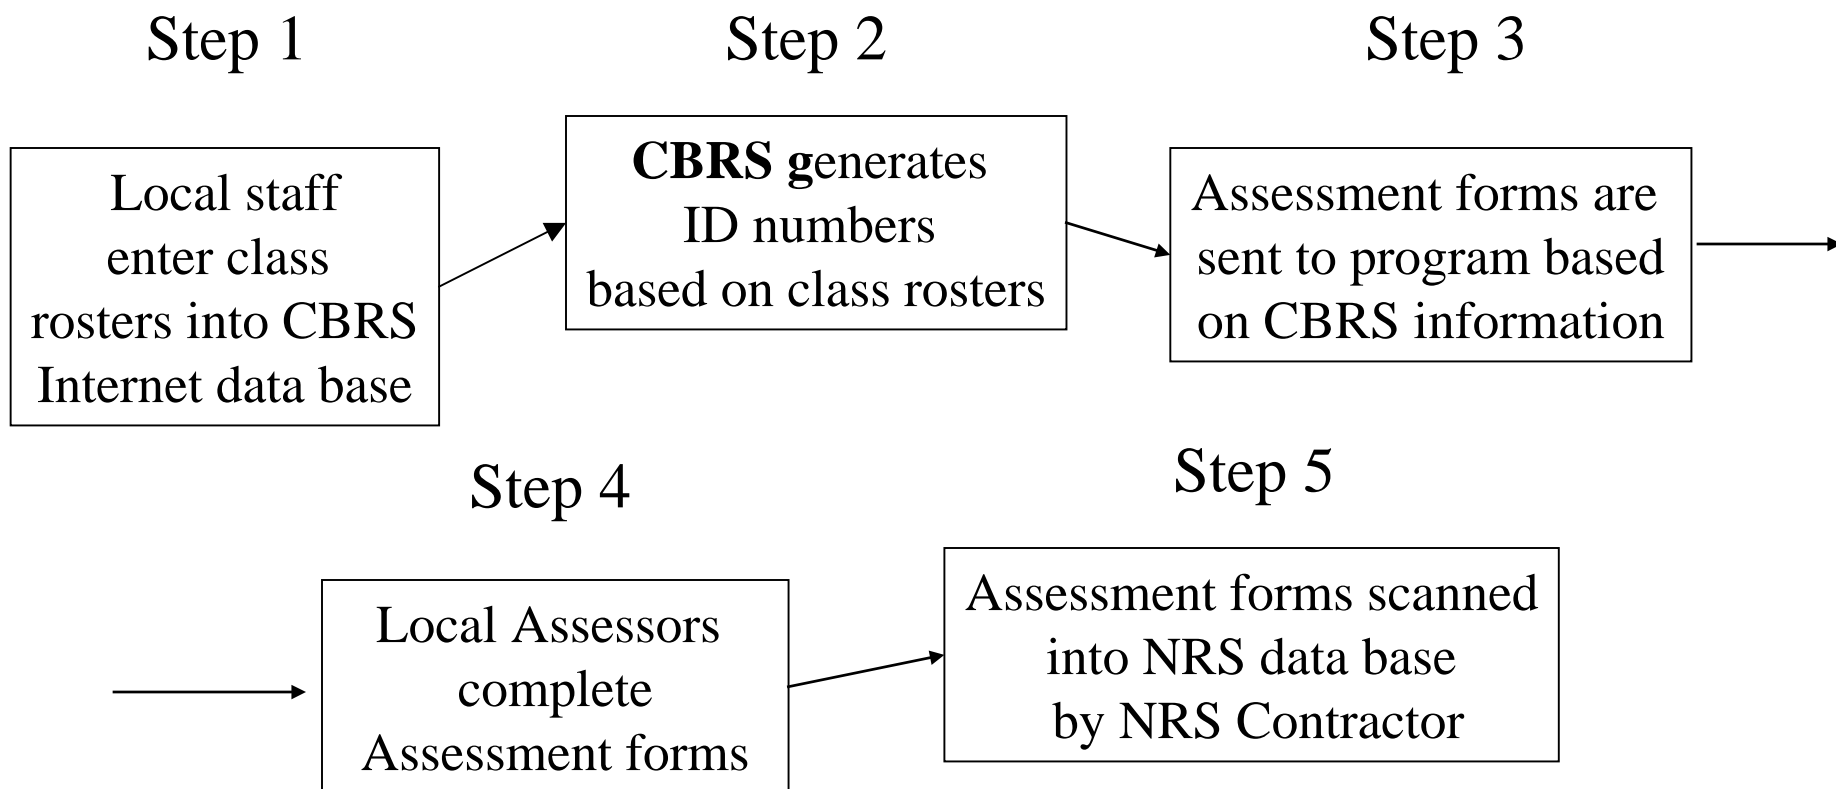 Step 1
Step 2
Step 3
Local staff
enter class
rosters into CBRS
Internet data base
CBRS generates
ID numbers
based on class rosters
Assessment forms are
sent to program based
on CBRS information
Step 4
Step 5
Local Assessors
complete
Assessment forms
Assessment forms scanned
into NRS data base
by NRS Contractor